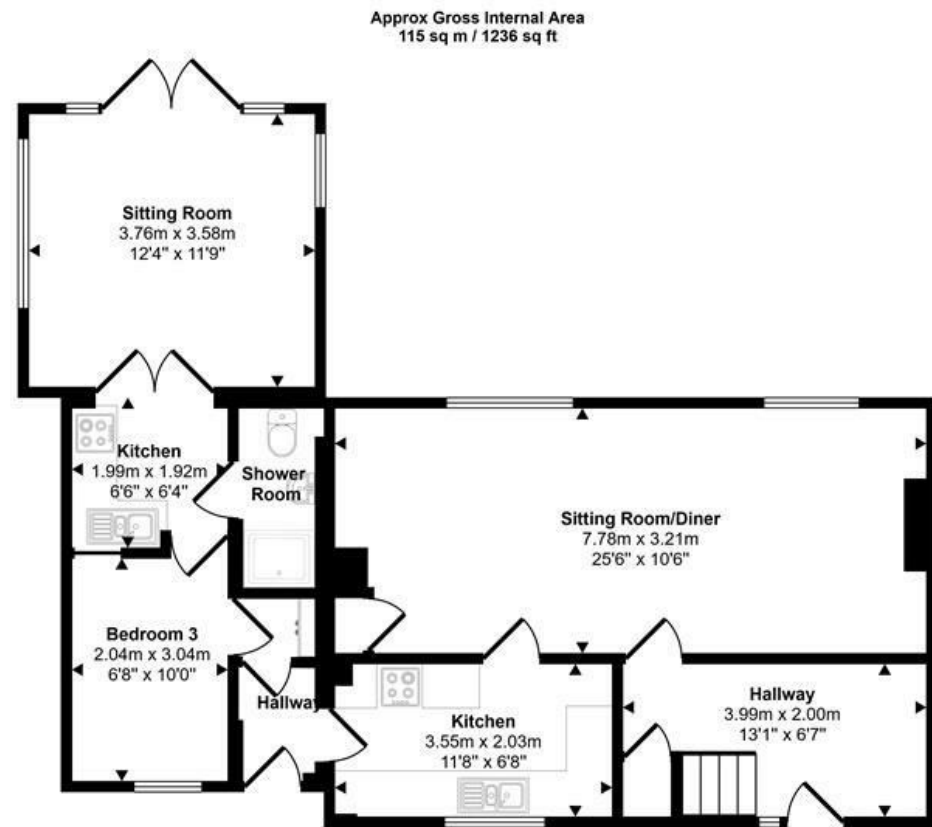 Approx Gross Internal Area
115 sq m / 1236 sq ft
Sitting Room
3.76m x 3.58m
12'4" x 11'9"
Kitchen
1.99m x 1.92m
6'6" x 6'4"
Shower
Room
Sitting Room/Diner
7.78m x 3.21m
25'6" x 10'6"
Bedroom 3
2.04m x 3.04m
6'8" x 10'0"
Hallway
Kitchen
3.55m x 2.03m
11'8" x 6'8"
Hallway
3.99m x 2.00m
13'1" x 6'7"